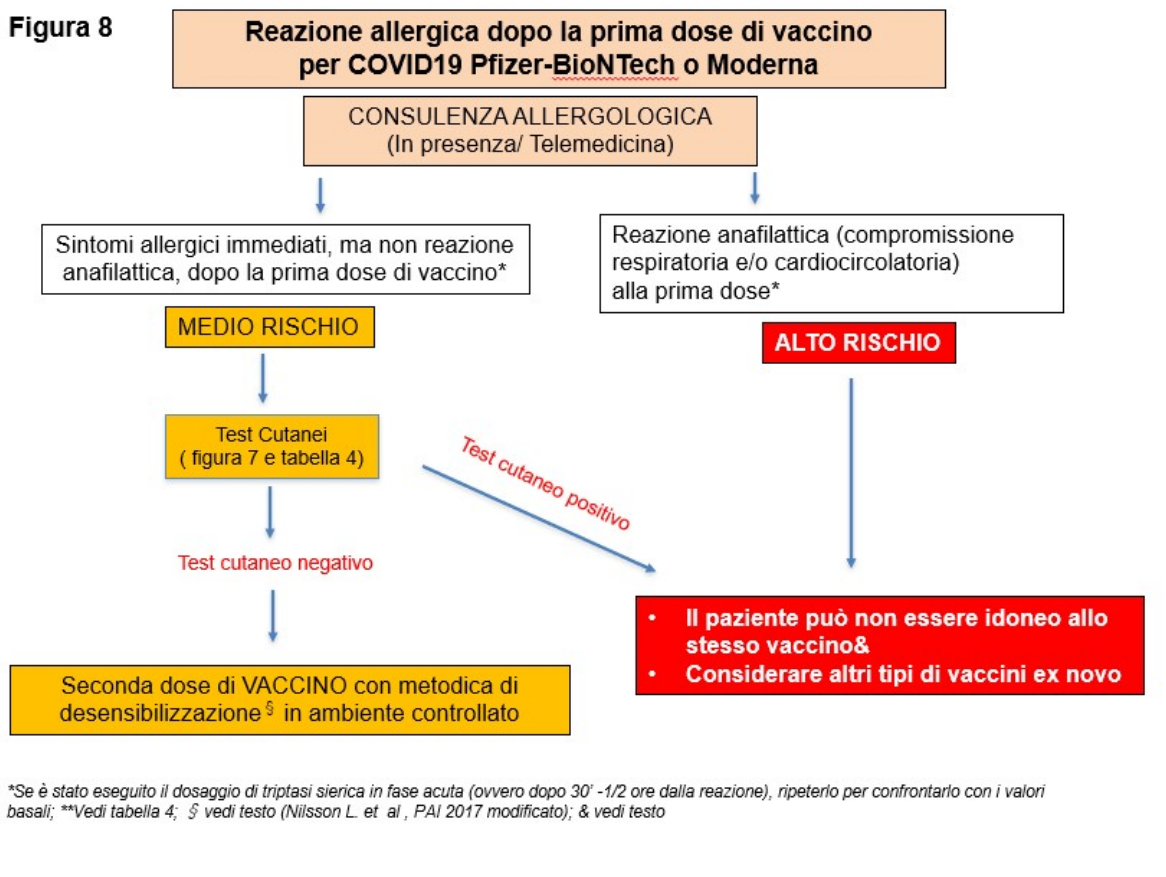 Figura 8
Reazione allergica dopo la prima dose di vaccino
per COVID19 Pfizer-BioNTech o Moderna
CONSULENZA ALLERGOLOGICA
(In presenza/ Telemedicina)
Sintomi allergici immediati, ma non reazione
anafilattica, dopo la prima dose di vaccino*
Reazione anafilattica (compromissione
respiratoria e/o cardiocircolatoria)
alla prima dose*
MEDIO RISCHIO
ALTO RISCHIO
Test Cutanei
( figura 7 e tabella 4)
Test cutaneo positivo
Test cutaneo negativo
• Il paziente può non essere idoneo allo
stesso vaccino&
• Considerare altri tipi di vaccini ex novo
Seconda dose di VACCINO con metodica di
desensibilizzazione § in ambiente controllato
*Se è stato eseguito il dosaggio di triptasi sierica in fase acuta (ovvero dopo 30' -1/2 ore dalla reazione), ripeterlo per confrontarlo con i valori
basali; **Vedi tabella 4; § vedi testo (Nilsson L. et al , PAI 2017 modificato); & vedi testo